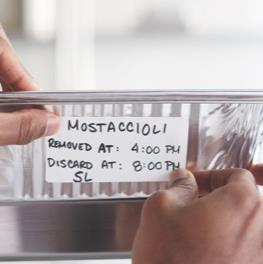 MOSTACCIOLI
REMOVED AT: 4:00 PM
DISCARD AT: 8:00 PM
SL